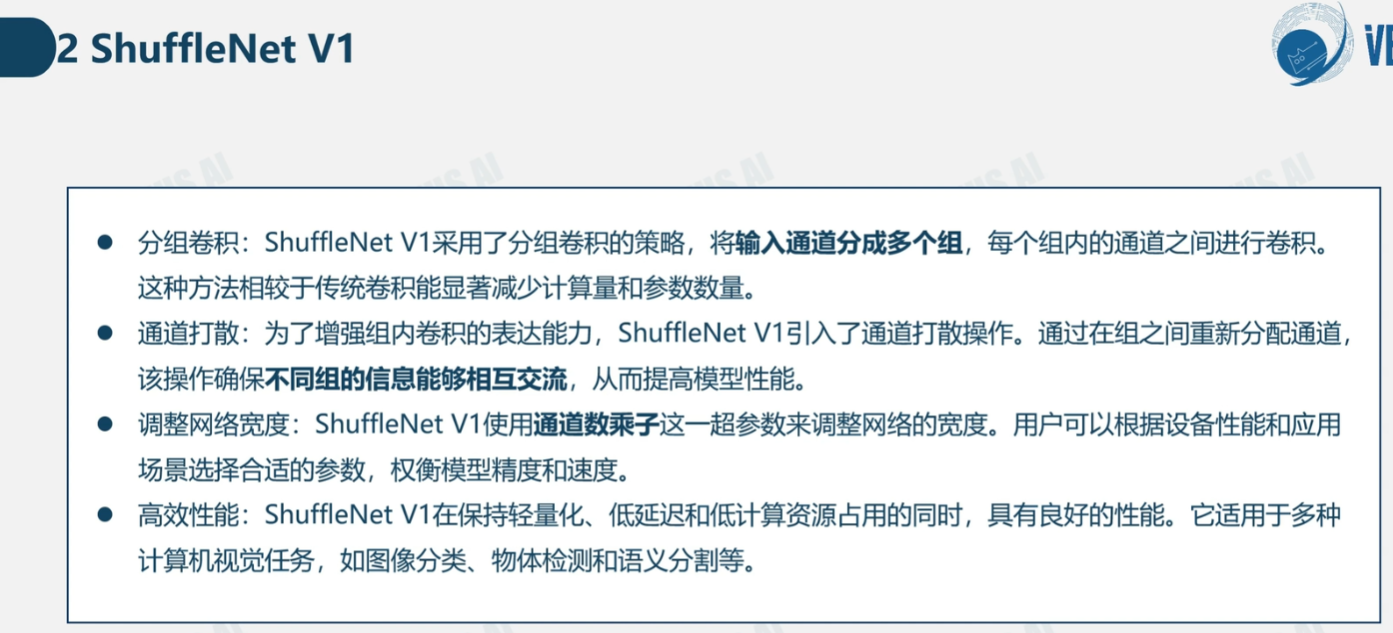 2 ShuffleNet V1
VE
● 分组卷积：ShuffleNet V1采用了分组卷积的策略，将输入通道分成多个组，每个组内的通道之间进行卷积。
这种方法相较于传统卷积能显著减少计算量和参数数量。
● 通道打散：为了增强组内卷积的表达能力，ShuffleNet V1引入了通道打散操作。通过在组之间重新分配通道，
该操作确保不同组的信息能够相互交流，从而提高模型性能。
● 调整网络宽度：ShuffleNet V1使用通道数乘子这一超参数来调整网络的宽度。用户可以根据设备性能和应用
场景选择合适的参数，权衡模型精度和速度。
● 高效性能：ShuffleNet V1在保持轻量化、低延迟和低计算资源占用的同时，具有良好的性能。它适用于多种
计算机视觉任务，如图像分类、物体检测和语义分割等。